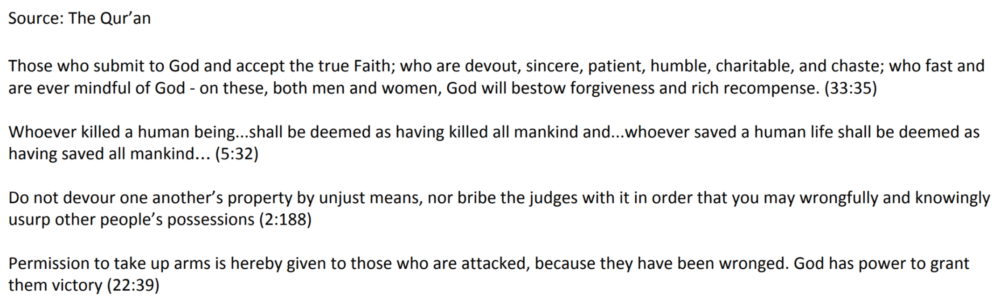 Source: The Qur’an
Those who submit to God and accept the true Faith; who are devout, sincere, patient, humble, charitable, and chaste; who fast and
are ever mindful of God - on these, both men and women, God will bestow forgiveness and rich recompense. (33:35)
Whoever killed a human being...shall be deemed as having killed all mankind and...whoever saved a human life shall be deemed as
having saved all mankind... (5:32)
Do not devour one another’s property by unjust means, nor bribe the judges with it in order that you may wrongfully and knowingly
usurp other people’s possessions (2:188)
Permission to take up arms is hereby given to those who are attacked, because they have been wronged. God has power to grant
them victory (22:39)